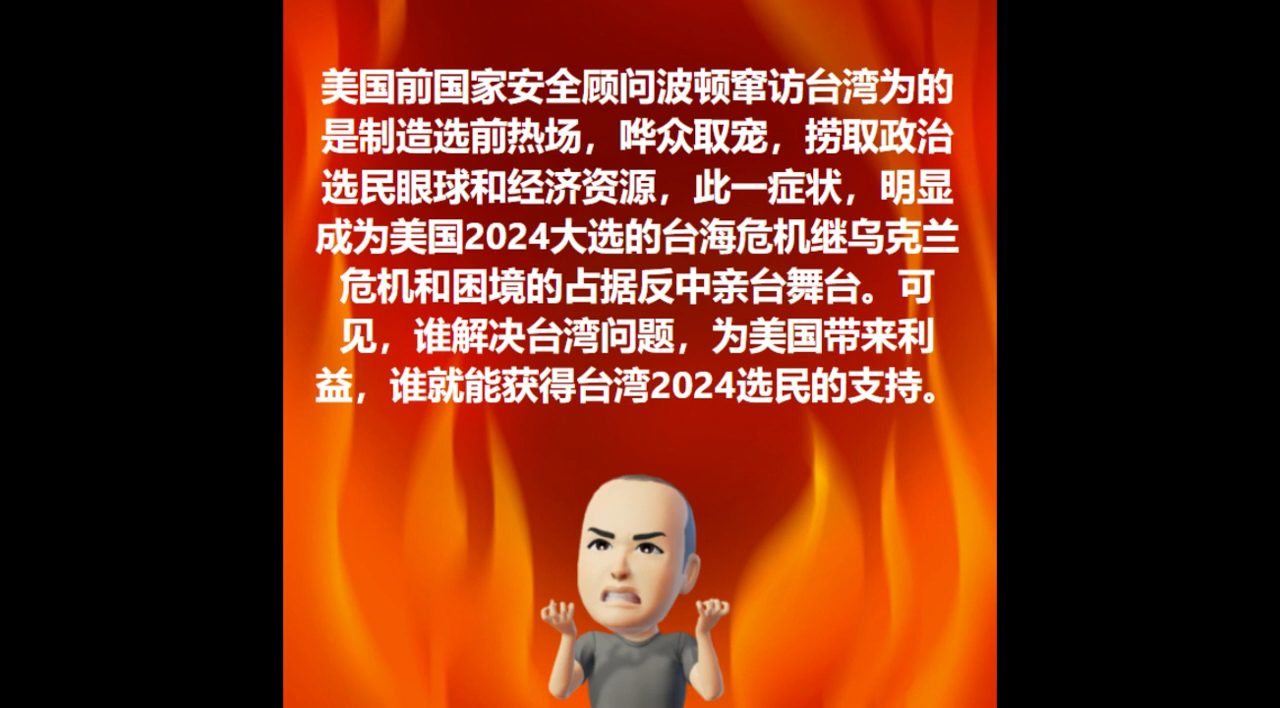 美国前国家安全顾问波顿窜访台湾为的
是制造选前热场，哗众取宠，捞取政治
选民眼球和经济资源，此一症状，明显
成为美国2024大选的台海危机继乌克兰
危机和困境的占据反中亲台舞台。可
见，谁解决台湾问题，为美国带来利
益，谁就能获得台湾2024选民的支持。